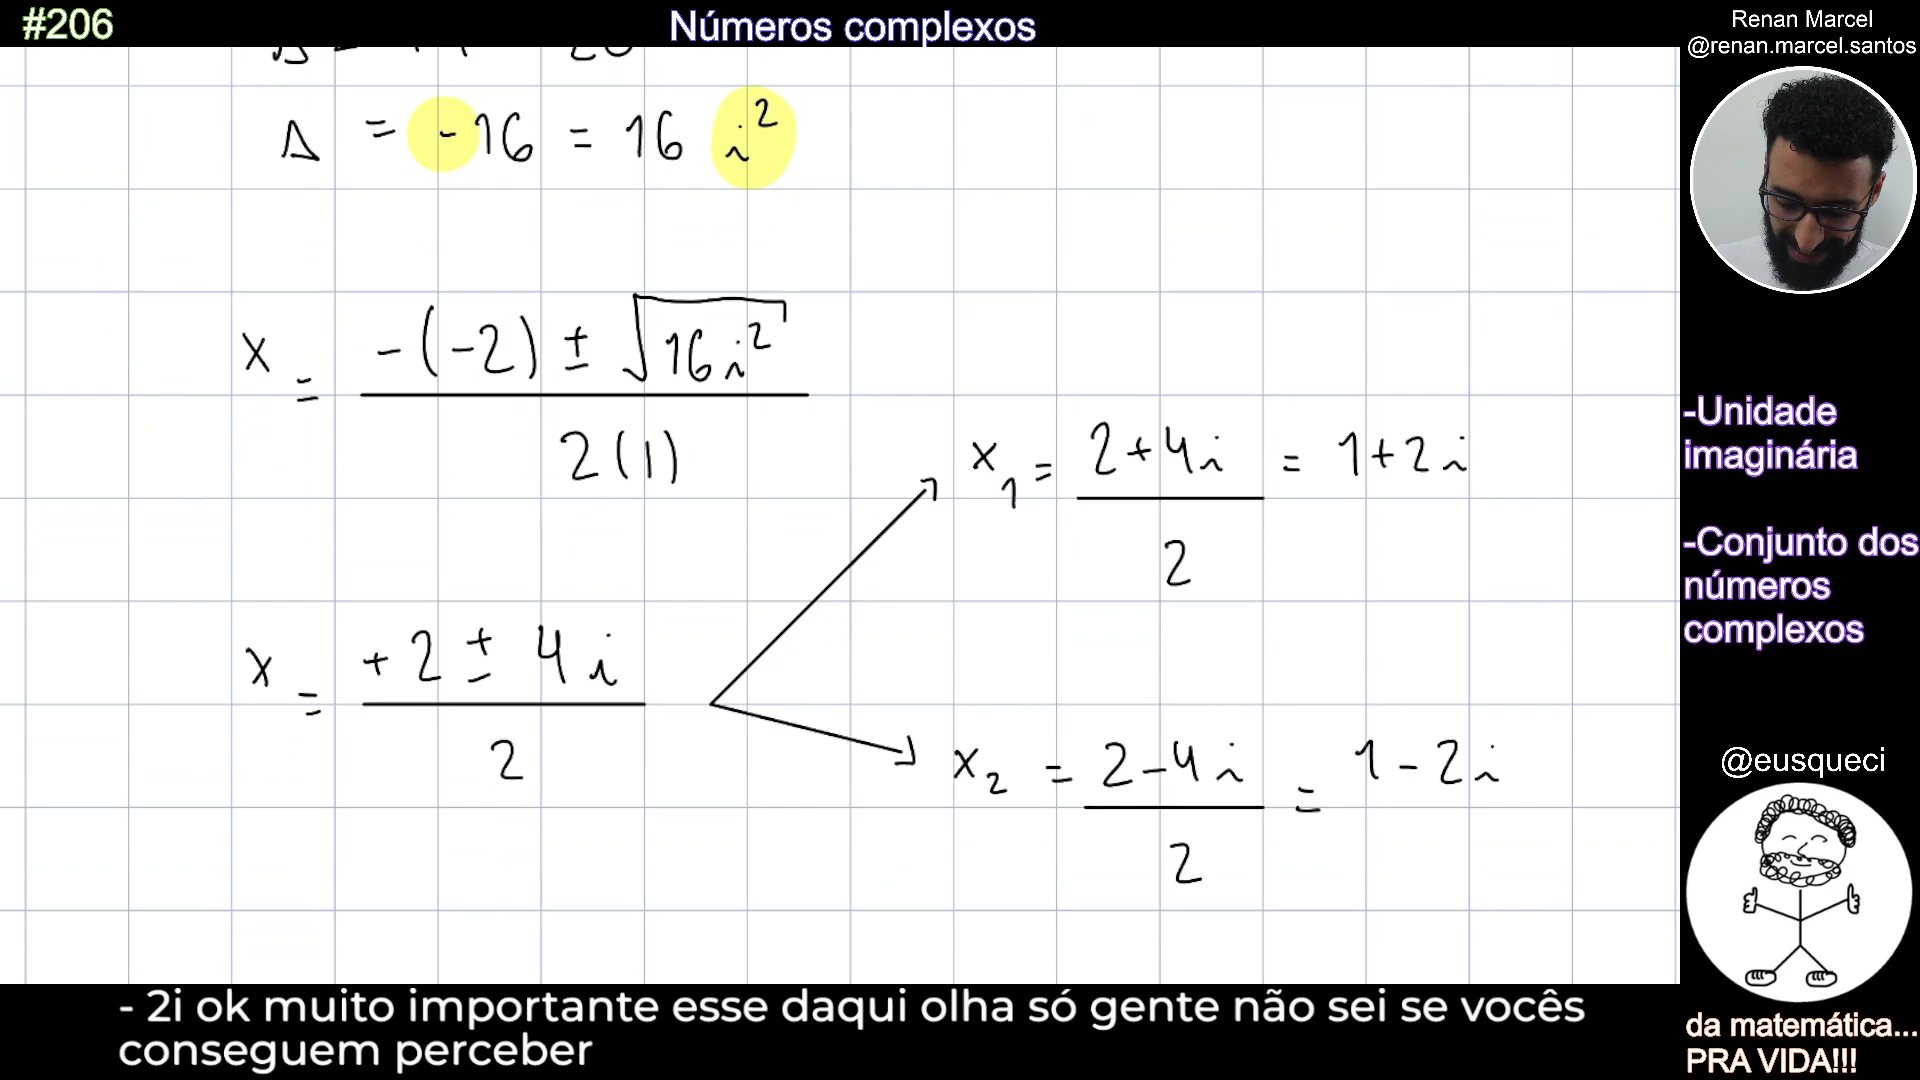 #206
Números complexos
Renan Marcel
@renan.marcel.santos
Δ = -16 = 16 i²
x = -(-2) ± √16i²
2(1)
x₁ = 2+4i = 1+2i
2
x = +2 ± 4i
2
x₂ = 2-4i = 1-2i
2
-Unidade
imaginária
-Conjunto dos
números
complexos
@eusqueci
da matemática...
PRA VIDA!!!
- 2i ok muito importante esse daqui olha só gente não sei se vocês
conseguem perceber